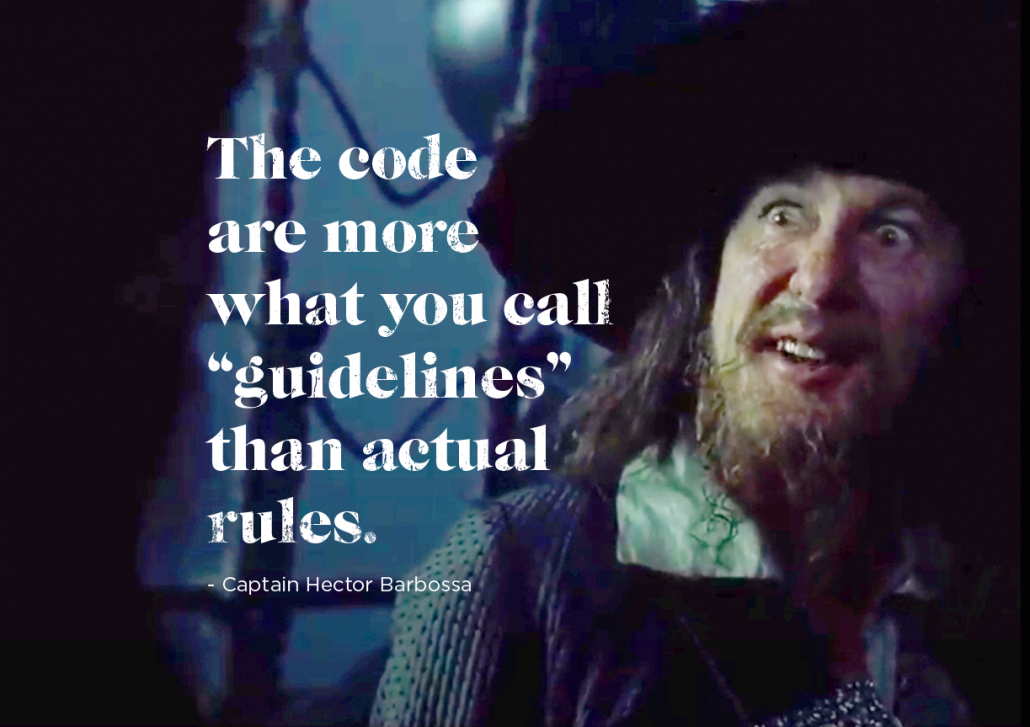 The code
are more
what you call
“guidelines”
than actual
rules.
- Captain Hector Barbossa